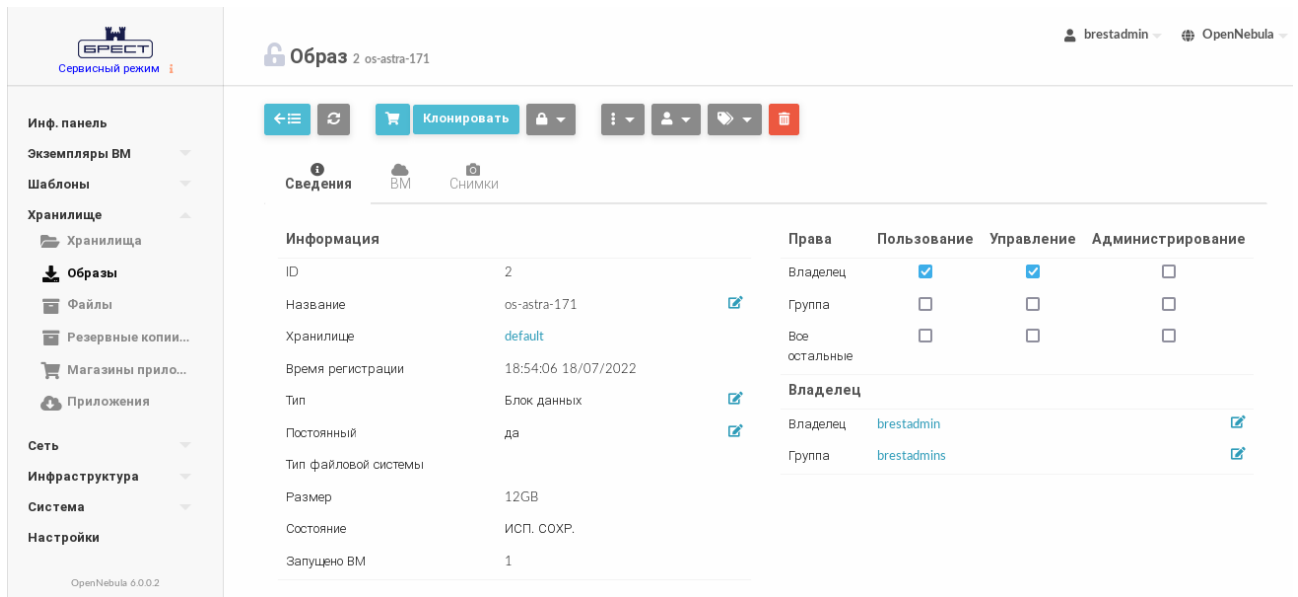 БРЕСТ
Сервисный режим
Образ 2 os-astra-171
brestadmin
OpenNebula
Инф. панель
Экземпляры ВМ
Шаблоны
Хранилище
Хранилища
Образы
Файлы
Резервные копии...
Магазины прило...
Приложения
Сеть
Инфраструктура
Система
Настройки
OpenNebula 6.0.0.2
Клонировать
Сведения
ВМ
Снимки
Информация
ID 2
Название os-astra-171
Хранилище default
Время регистрации 18:54:06 18/07/2022
Тип Блок данных
Постоянный да
Тип файловой системы
Размер 12GB
Состояние ИСП. СОХР.
Запущено ВМ 1
Права Пользование Управление Администрирование
Владелец
Группа
Все
остальные
Владелец
Владелец brestadmin
Группа brestadmins